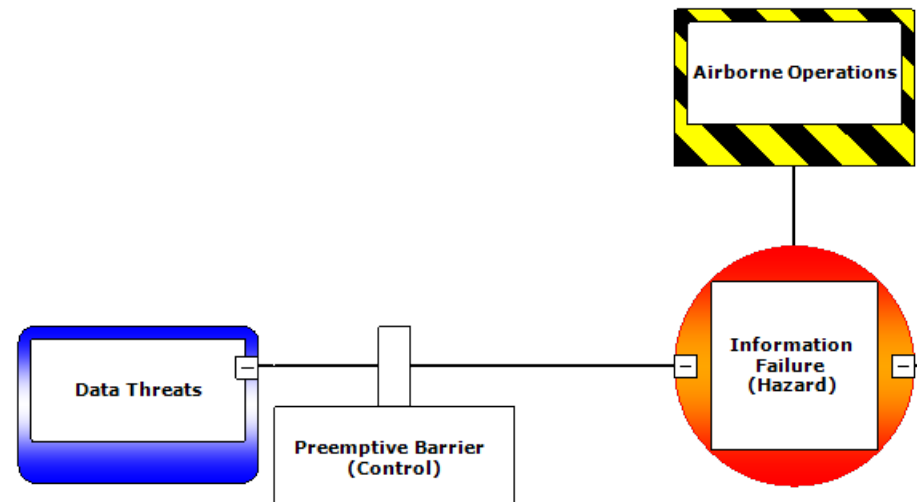 Airborne Operations
Data Threats
Preemptive Barrier
(Control)
Information
Failure
(Hazard)